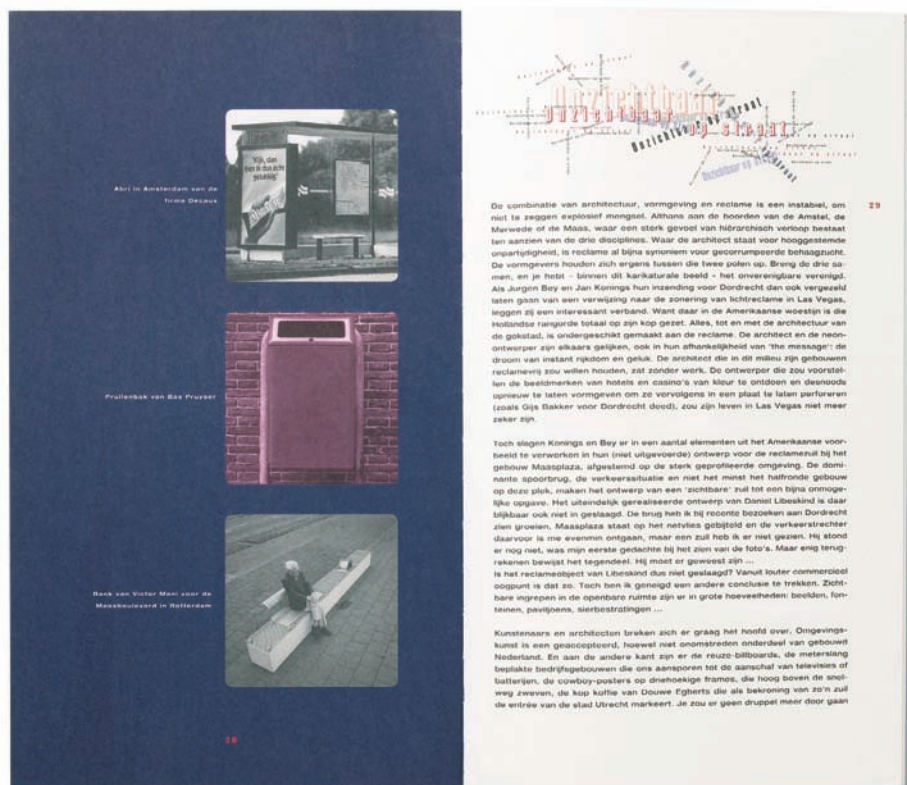 Abri in Amsterdam van de
firma Decaux
"Kijk, dan
ben ik dus echt
gelukkig."
Prullenbak van Bas Pruyser
Bank van Victor Mani voor de
Maasboulevard in Rotterdam
28
Onzichtbaar
Onzichtbaar op straat
Onzichtbaar op straat
Onzichtbaar op straat
29
De combinatie van architectuur, vormgeving en reclame is een instabiel, om
niet te zeggen explosief mengsel. Althans aan de boorden van de Amstel, de
Merwede of de Maas, waar een sterk gevoel van hiërarchisch verloop bestaat
ten aanzien van de drie disciplines. Waar de architect staat voor hooggestemde
onpartijdigheid, is reclame al bijna synoniem voor gecorrumpeerde behaagzucht.
De vormgevers houden zich ergens tussen die twee polen op. Breng de drie sa-
men, en je hebt - binnen dit karikaturale beeld - het onverenigbare verenigd.
Als Jurgen Bey en Jan Konings hun inzending voor Dordrecht dan ook vergezeld
laten gaan van een verwijzing naar de zonering van lichtreclame in Las Vegas,
leggen zij een interessant verband. Want daar in de Amerikaanse woestijn is die
Hollandse rangorde totaal op zijn kop gezet. Alles, tot en met de architectuur van
de gokstad, is ondergeschikt gemaakt aan de reclame. De architect en de neon-
ontwerper zijn elkaars gelijken, ook in hun afhankelijkheid van 'the message': de
droom van instant rijkdom en geluk. De architect die in dit milieu zijn gebouwen
reclamevrij zou willen houden, zat zonder werk. De ontwerper die zou voorstel-
len de beeldmerken van hotels en casino's van kleur te ontdoen en desnoods
opnieuw te laten vormgeven om ze vervolgens in een plaat te laten perforeren
(zoals Gijs Bakker voor Dordrecht deed), zou zijn leven in Las Vegas niet meer
zeker zijn.
Toch slagen Konings en Bey er in een aantal elementen uit het Amerikaanse voor-
beeld te verwerken in hun (niet uitgevoerde) ontwerp voor de reclamezuil bij het
gebouw Maasplaza, afgestemd op de sterk geprofileerde omgeving. De domi-
nante spoorbrug, de verkeerssituatie en niet het minst het halfronde gebouw
op deze plek, maken het ontwerp van een 'zichtbare' zuil tot een bijna onmoge-
lijke opgave. Het uiteindelijk gerealiseerde ontwerp van Daniel Libeskind is daar
blijkbaar ook niet in geslaagd. De brug heb ik bij recente bezoeken aan Dordrecht
zien groeien, Maasplaza staat op het netvlies gebijteld en de verkeerstrechter
daarvoor is me evenmin ontgaan, maar een zuil heb ik er niet gezien. Hij stond
er nog niet, was mijn eerste gedachte bij het zien van de foto's. Maar enig terug-
rekenen bewijst het tegendeel. Hij moet er geweest zijn ...
Is het reclameobject van Libeskind dus niet geslaagd? Vanuit louter commercieel
oogpunt is dat zo. Toch ben ik geneigd een andere conclusie te trekken. Zicht-
bare ingrepen in de openbare ruimte zijn er in grote hoeveelheden: beelden, fon-
teinen, paviljoens, sierbestratingen ...
Kunstenaars en architecten breken zich er graag het hoofd over. Omgevings-
kunst is een geaccepteerd, hoewel niet onomstreden onderdeel van gebouwd
Nederland. En aan de andere kant zijn er de reuze-billboards, de meterslang
beplakte bedrijfsgebouwen die ons aansporen tot de aanschaf van televisies of
batterijen, de cowboy-posters op driehoekige frames, die hoog boven de snel-
weg zweven, de kop koffie van Douwe Egberts die als bekroning van zo'n zuil
de entrée van de stad Utrecht markeert. Je zou er geen druppel meer door gaan